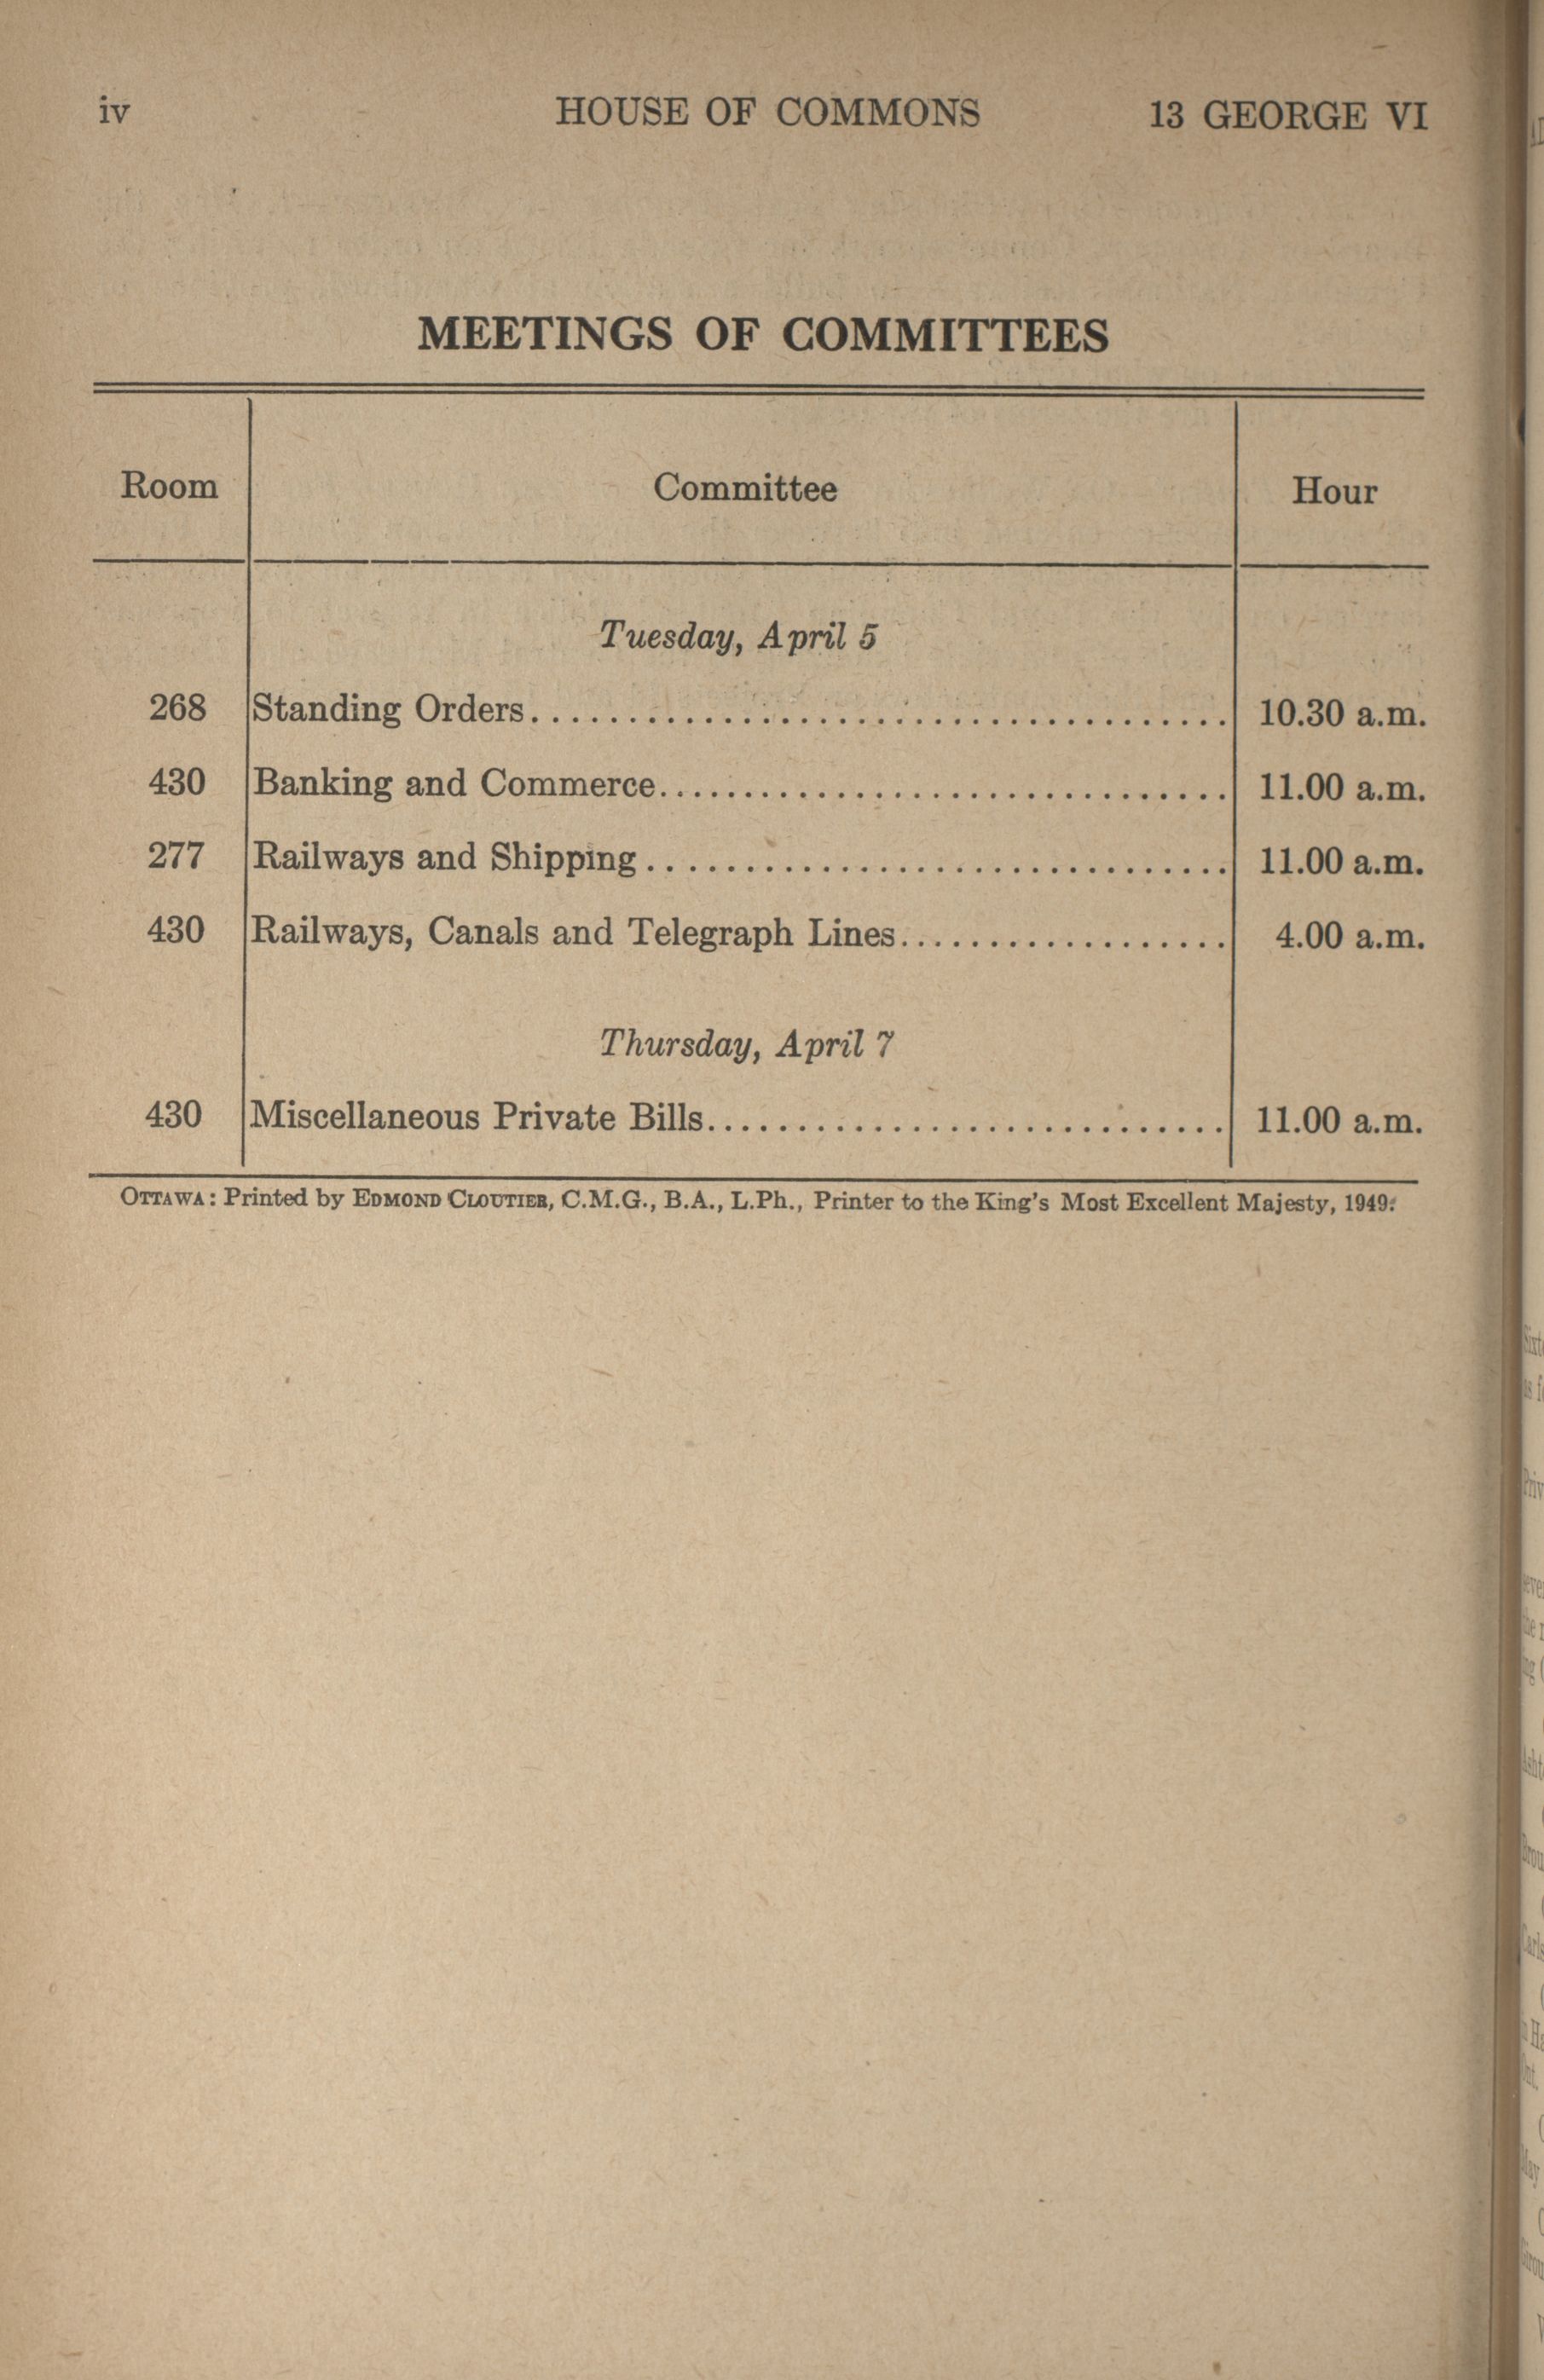 iv HOUSE OF COMMONS 13 GEORGE VI
MEETINGS OF COMMITTEES
Room Committee Hour
Tuesday, April 5
268 Standing Orders........................................ 10.30 a.m.
430 Banking and Commerce................................ 11.00 a.m.
277 Railways and Shipping................................. 11.00 a.m.
430 Railways, Canals and Telegraph Lines.................. 4.00 a.m.
Thursday, April 7
430 Miscellaneous Private Bills............................. 11.00 a.m.
OTTAWA: Printed by EDMOND CLOUTIER, C.M.G., B.A., L.Ph., Printer to the King's Most Excellent Majesty, 1949.